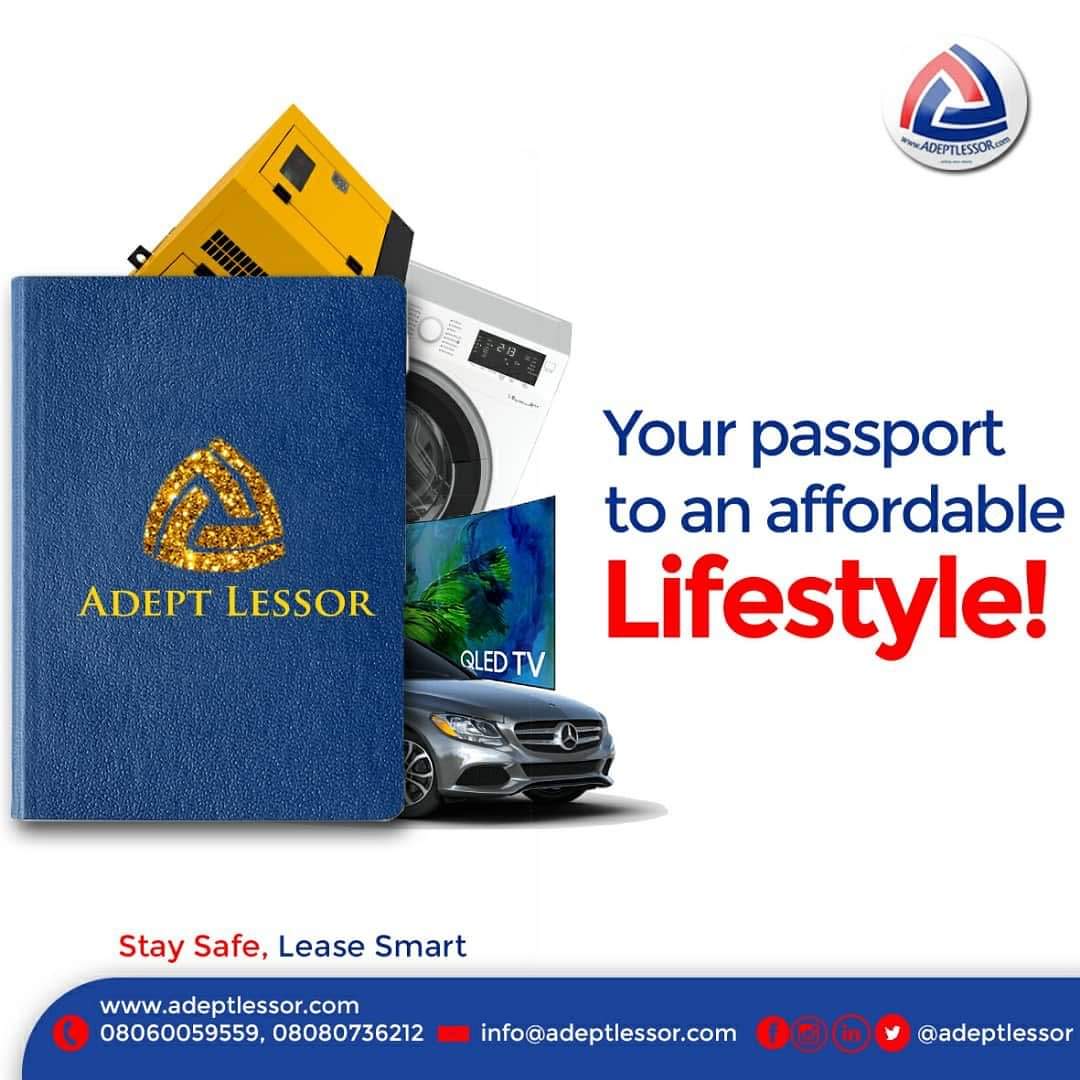 www.ADEPTLESSOR.com
213
Your passport
to an affordable
Lifestyle!
ADEPT LESSOR
QLED TV
Stay Safe, Lease Smart
www.adeptlessor.com
08060059559, 08080736212 info@adeptlessor.com @adeptlessor